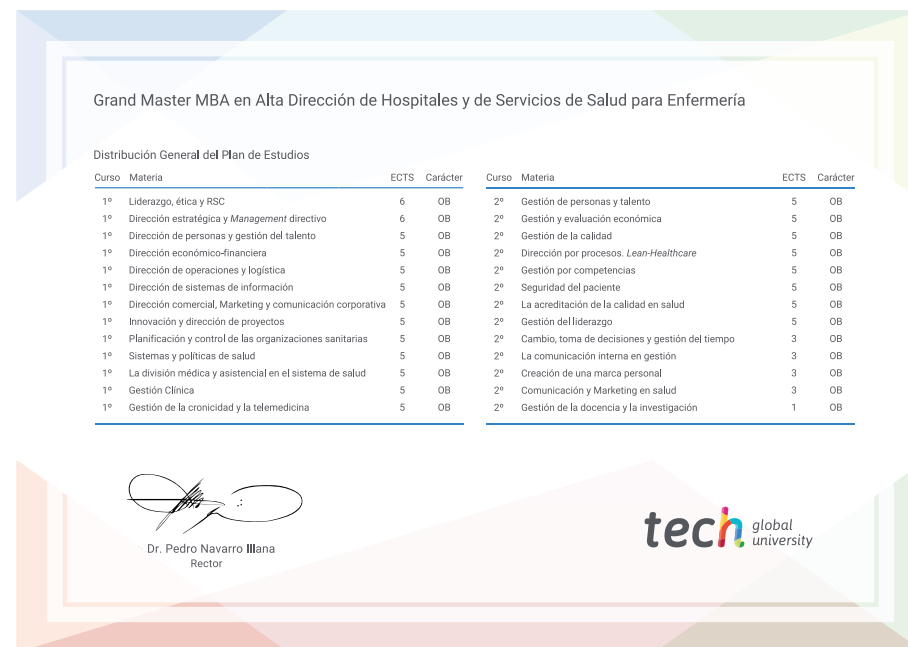 Grand Master MBA en Alta Dirección de Hospitales y de Servicios de Salud para Enfermería
Distribución General del Plan de Estudios
Curso Materia ECTS Carácter
1º Liderazgo, ética y RSC 6 OB
1º Dirección estratégica y Management directivo 6 OB
1º Dirección de personas y gestión del talento 5 OB
1º Dirección económico-financiera 5 OB
1º Dirección de operaciones y logística 5 OB
1º Dirección de sistemas de información 5 OB
1º Dirección comercial, Marketing y comunicación corporativa 5 OB
1º Innovación y dirección de proyectos 5 OB
1º Planificación y control de las organizaciones sanitarias 5 OB
1º Sistemas y políticas de salud 5 OB
1º La división médica y asistencial en el sistema de salud 5 OB
1º Gestión Clínica 5 OB
1º Gestión de la cronicidad y la telemedicina 5 OB
Curso Materia ECTS Carácter
2º Gestión de personas y talento 5 OB
2º Gestión y evaluación económica 5 OB
2º Gestión de la calidad 5 OB
2º Dirección por procesos. Lean-Healthcare 5 OB
2º Gestión por competencias 5 OB
2º Seguridad del paciente 5 OB
2º La acreditación de la calidad en salud 5 OB
2º Gestión del liderazgo 5 OB
2º Cambio, toma de decisiones y gestión del tiempo 3 OB
2º La comunicación interna en gestión 3 OB
2º Creación de una marca personal 3 OB
2º Comunicación y Marketing en salud 3 OB
2º Gestión de la docencia y la investigación 1 OB
Dr. Pedro Navarro Illana
Rector
tech global
university